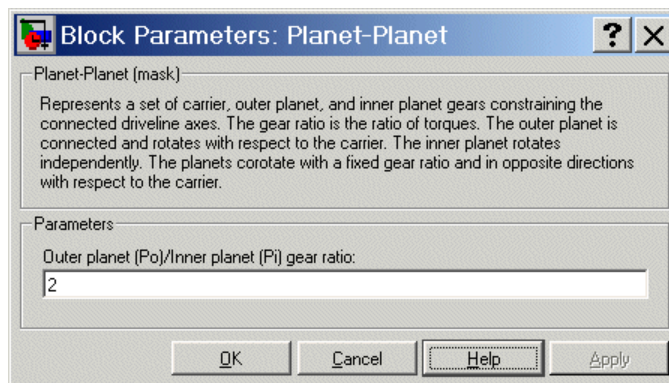 Block Parameters: Planet-Planet
Planet-Planet (mask)
Represents a set of carrier, outer planet, and inner planet gears constraining the
connected driveline axes. The gear ratio is the ratio of torques. The outer planet is
connected and rotates with respect to the carrier. The inner planet rotates
independently. The planets corotate with a fixed gear ratio and in opposite directions
with respect to the carrier.
Parameters
Outer planet (Po)/Inner planet (Pi) gear ratio:
2
OK Cancel Help Apply